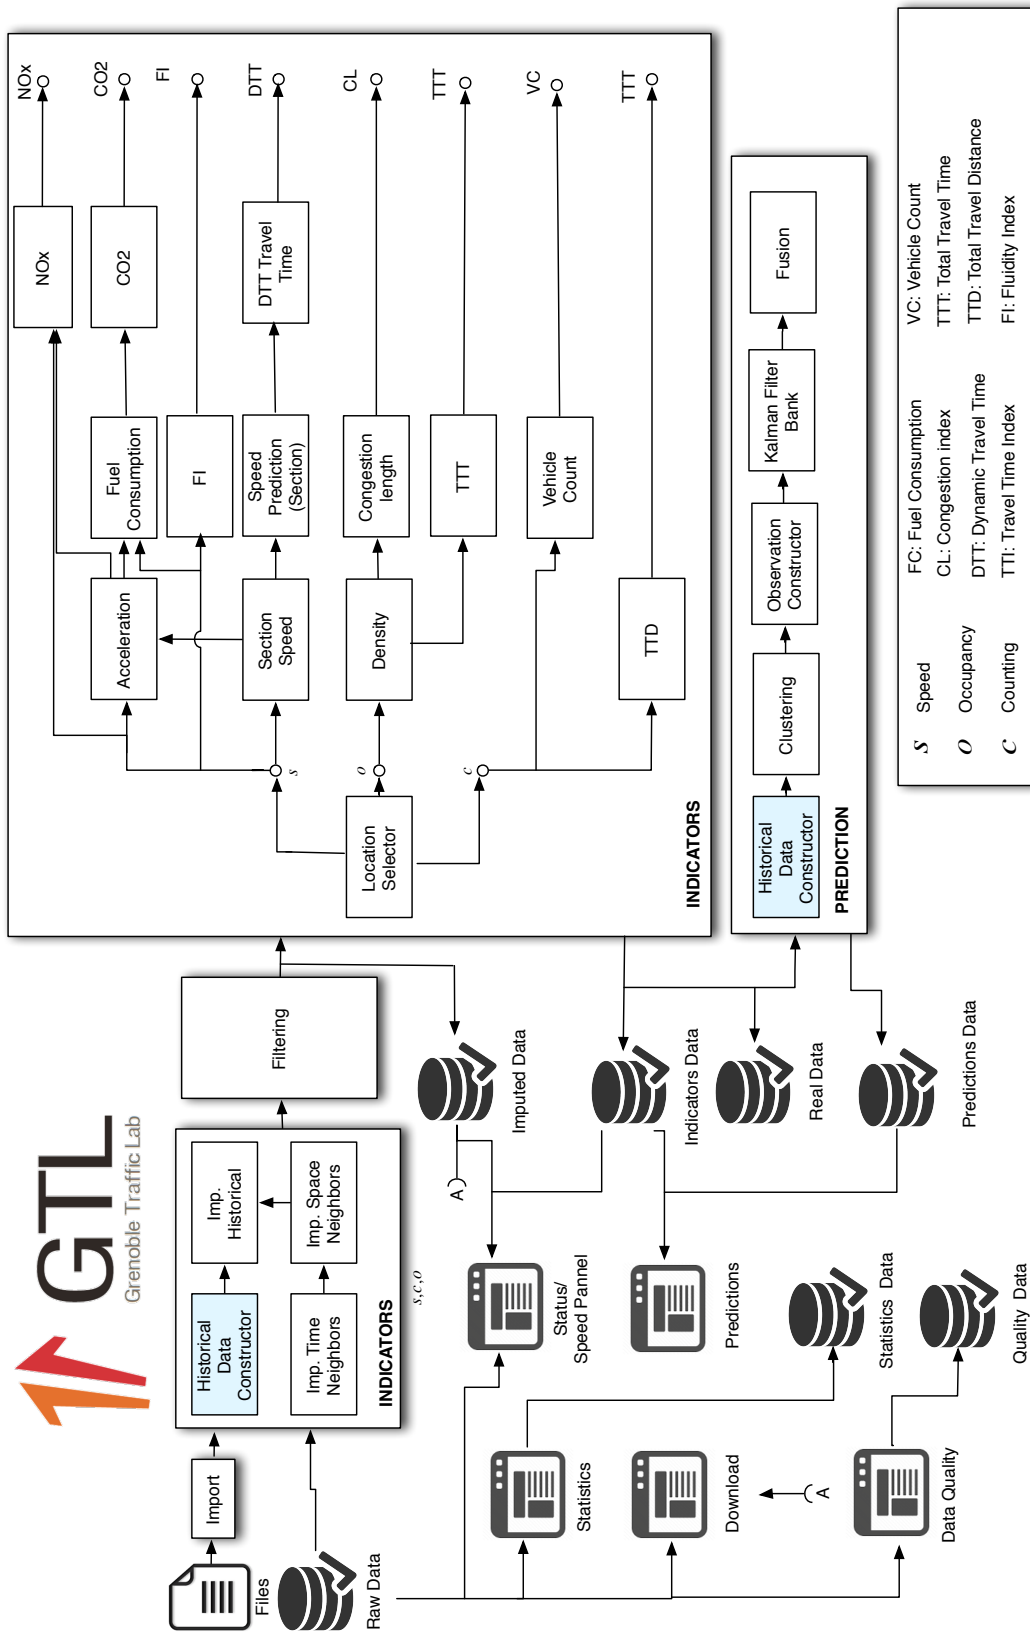 GTL
Grenoble Traffic Lab
Files
Import
Raw Data
Historical
Data
Constructor
Imp.
Historical
Imp. Time
Neighbors
Imp. Space
Neighbors
INDICATORS
s,c,o
Filtering
Imputed Data
A
Indicators Data
Real Data
Predictions Data
Status/
Speed Pannel
Predictions
Statistics
Statistics Data
Download
A
Data Quality
Quality Data
Location
Selector
s
o
c
Acceleration
Section
Speed
Density
TTD
Fuel
Consumption
FI
Speed
Prediction
(Section)
Congestion
length
TTT
Vehicle
Count
NOx
CO2
DTT Travel
Time
NOx
CO2
FI
DTT
CL
TTT
VC
TTT
INDICATORS
Historical
Data
Constructor
Clustering
Observation
Constructor
Kalman Filter
Bank
Fusion
PREDICTION
s Speed
o Occupancy
c Counting
FC: Fuel Consumption
CL: Congestion index
DTT: Dynamic Travel Time
TTI: Travel Time Index
VC: Vehicle Count
TTT: Total Travel Time
TTD: Total Travel Distance
FI: Fluidity Index